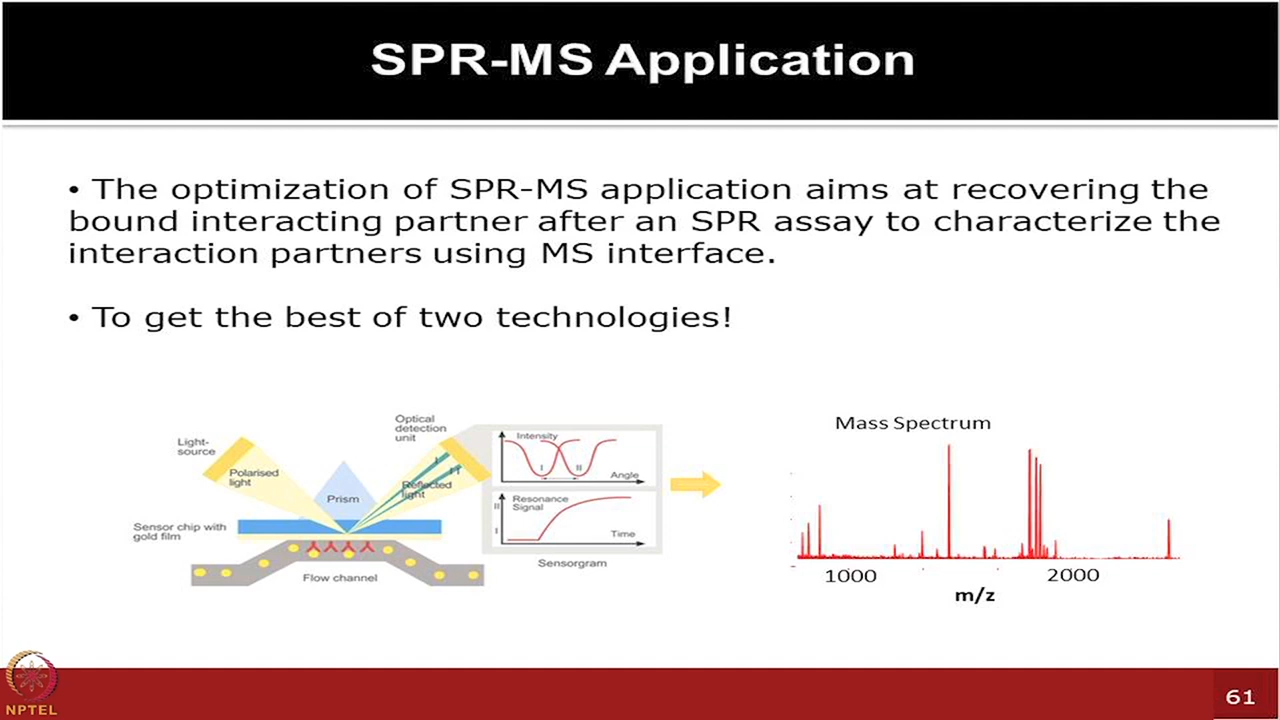 SPR-MS Application
• The optimization of SPR-MS application aims at recovering the
bound interacting partner after an SPR assay to characterize the
interaction partners using MS interface.
• To get the best of two technologies!
Light-
source
Polarised
light
Prism
Optical
detection
unit
I
II
Reflected
light
Sensor chip with
gold film
Flow channel
Intensity
I
II
Angle
Resonance
Signal
II
I
Time
Sensorgram
Mass Spectrum
1000
2000
m/z
NPTEL
61